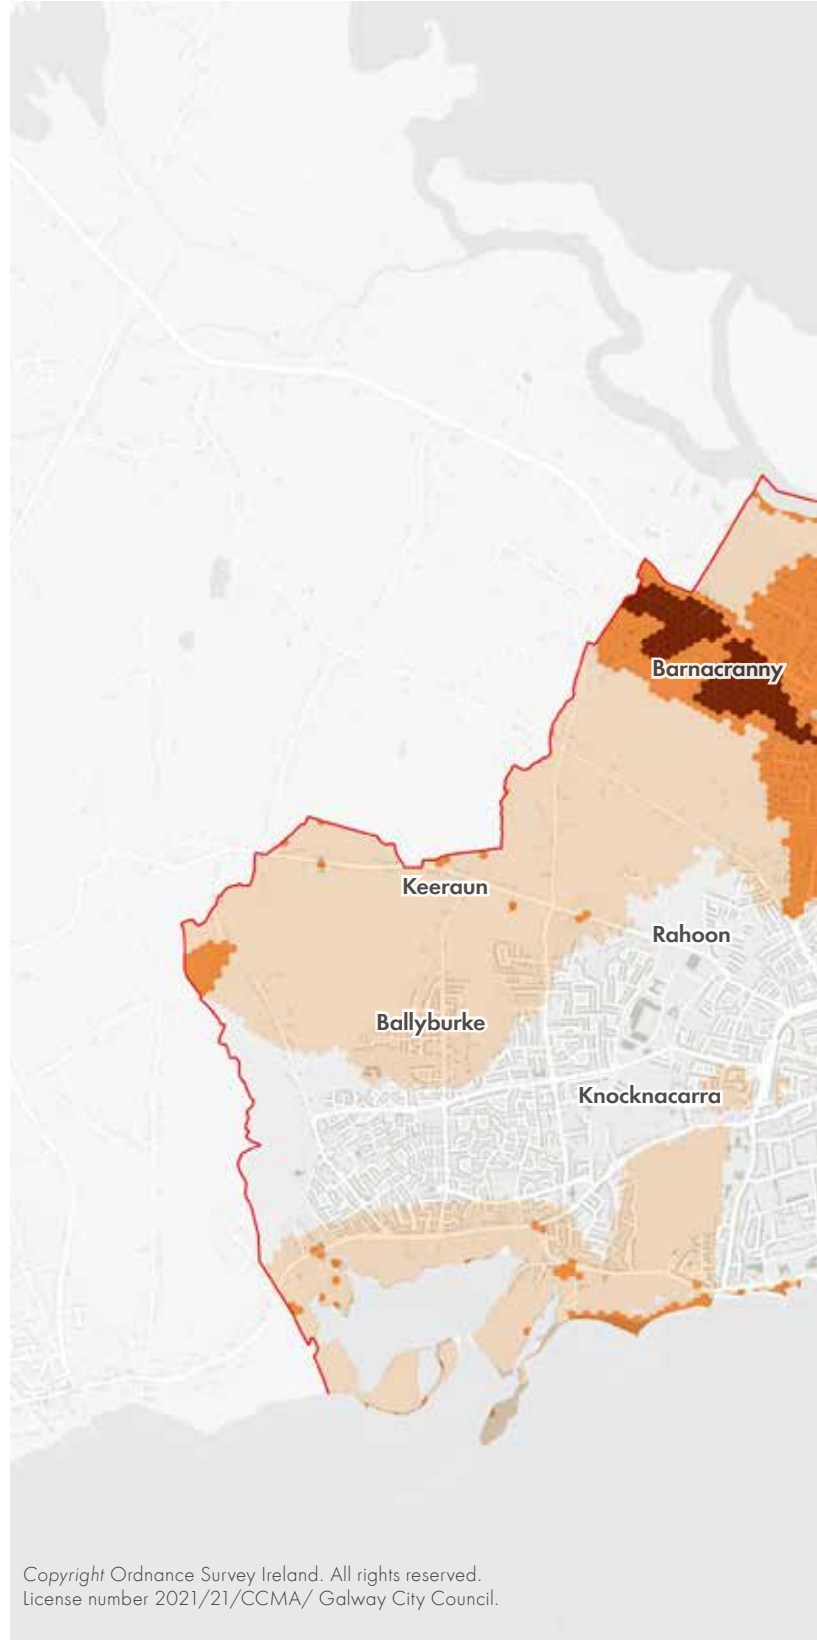 Barnacranny
Keeraun
Rahoon
Ballyburke
Knocknacarra
Copyright Ordnance Survey Ireland. All rights reserved.
License number 2021/21/CCMA/ Galway City Council.